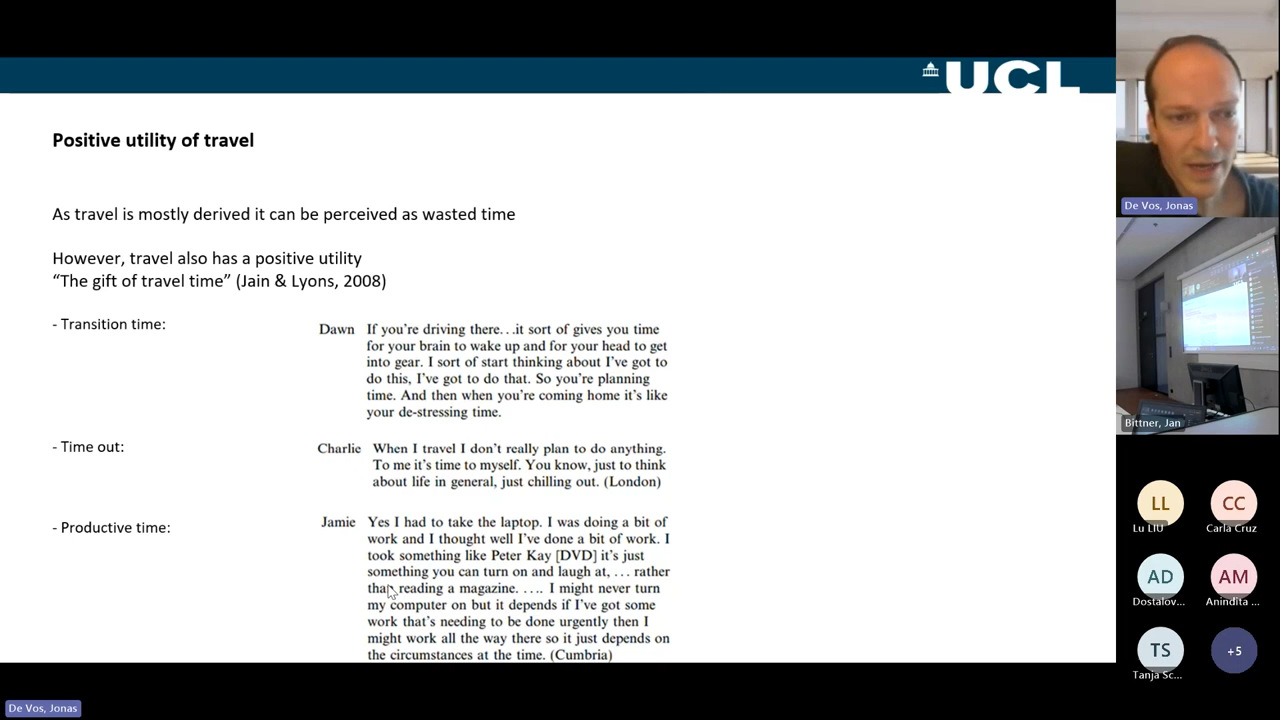 UCL
Positive utility of travel
As travel is mostly derived it can be perceived as wasted time
However, travel also has a positive utility
“The gift of travel time” (Jain & Lyons, 2008)
- Transition time:
Dawn If you're driving there...it sort of gives you time
for your brain to wake up and for your head to get
into gear. I sort of start thinking about I've got to
do this, I've got to do that. So you're planning
time. And then when you're coming home it's like
your de-stressing time.
- Time out:
Charlie When I travel I don't really plan to do anything.
To me it's time to myself. You know, just to think
about life in general, just chilling out. (London)
- Productive time:
Jamie Yes I had to take the laptop. I was doing a bit of
work and I thought well I've done a bit of work. I
took something like Peter Kay [DVD] it's just
something you can turn on and laugh at, ... rather
than reading a magazine. .... I might never turn
my computer on but it depends if I've got some
work that's needing to be done urgently then I
might work all the way there so it just depends on
the circumstances at the time. (Cumbria)
De Vos, Jonas
De Vos, Jonas
Bittner, Jan
LL
Lu LIU
CC
Carla Cruz
AD
Dostalov...
AM
Anindita ...
TS
Tanja Sc...
+5